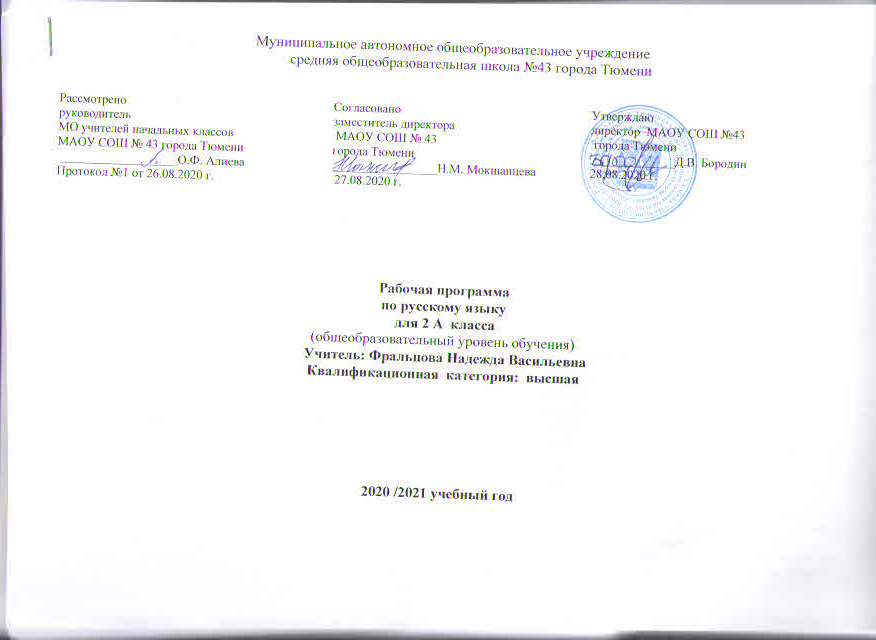 Муниципальное автономное общеобразовательное учреждение
средняя общеобразовательная школа №43 города Тюмени
Рассмотрено
руководитель
МО учителей начальных классов
МАОУ СОШ № 43 города Тюмени
__________________ О.Ф. Алиева
Протокол №1 от 26.08.2020 г.
Согласовано
заместитель директора
МАОУ СОШ № 43
города Тюмени
________________Н.М. Мокшанцева
27.08.2020 г.
Утверждаю
директор МАОУ СОШ №43
города Тюмени
____________ Д.В. Бородин
28.08.2020 г.
Рабочая программа
по русскому языку
для 2 А класса
(общеобразовательный уровень обучения)
Учитель: Фральцова Надежда Васильевна
Квалификационная категория: высшая
2020 /2021 учебный год